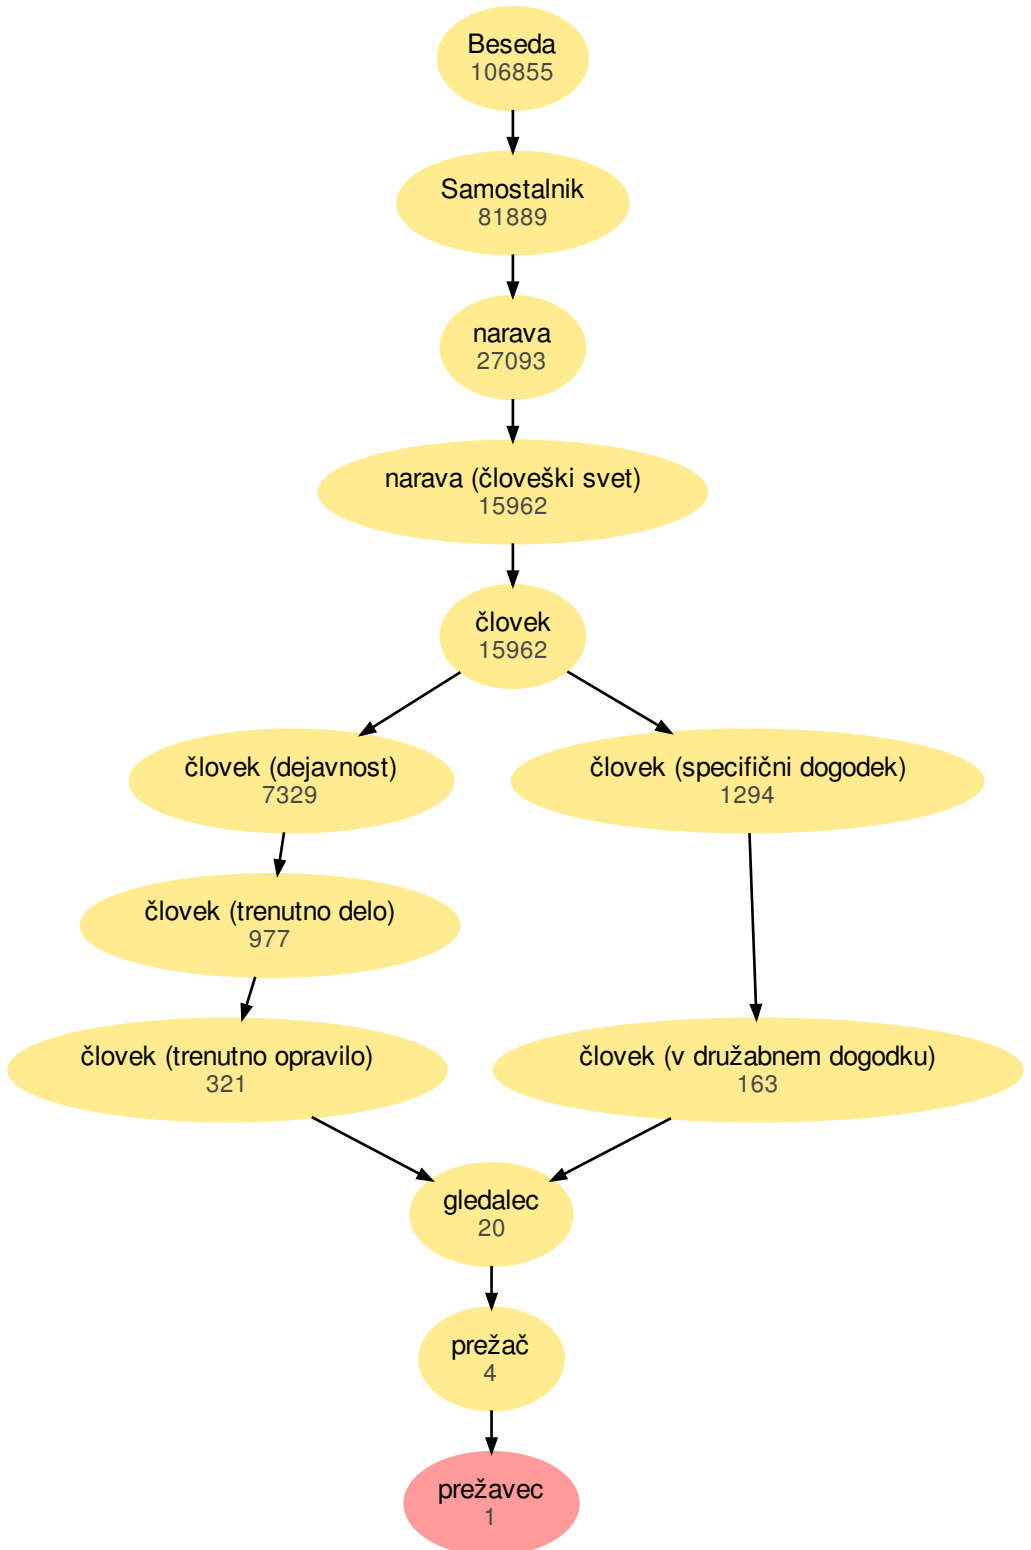 Beseda
106855
Samostalnik
81889
narava
27093
narava (človeški svet)
15962
človek
15962
človek (dejavnost)
7329
človek (specifični dogodek)
1294
človek (trenutno delo)
977
človek (trenutno opravilo)
321
človek (v družabnem dogodku)
163
gledalec
20
prežač
4
prežavec
1